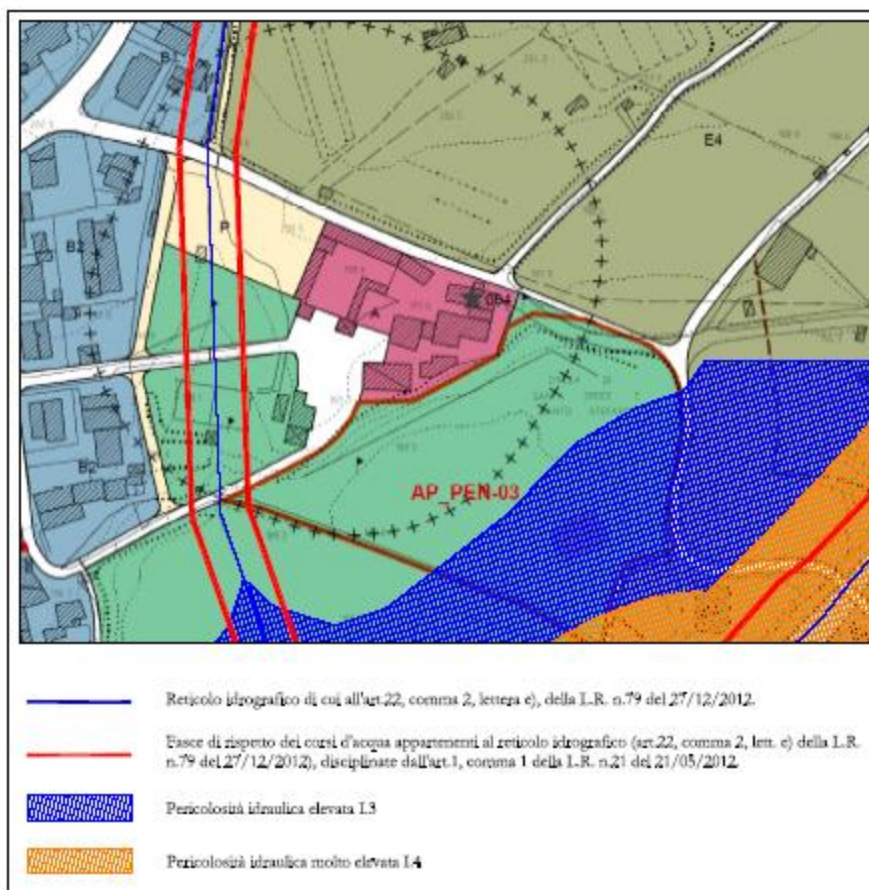 B1
E4
P
B2
A
084
AP_PEN-03
B2
Reticolo idrografico di cui all'art.22, comma 2, lettera e), della L.R. n.79 del 27/12/2012.
Fasce di rispetto dei corsi d'acqua appartenenti al reticolo idrografico (art.22, comma 2, lett. e) della L.R.
n.79 del 27/12/2012), disciplinate dall'art.1, comma 1 della L.R. n.21 del 21/05/2012.
Pericolosità idraulica elevata I.3
Pericolosità idraulica molto elevata I.4